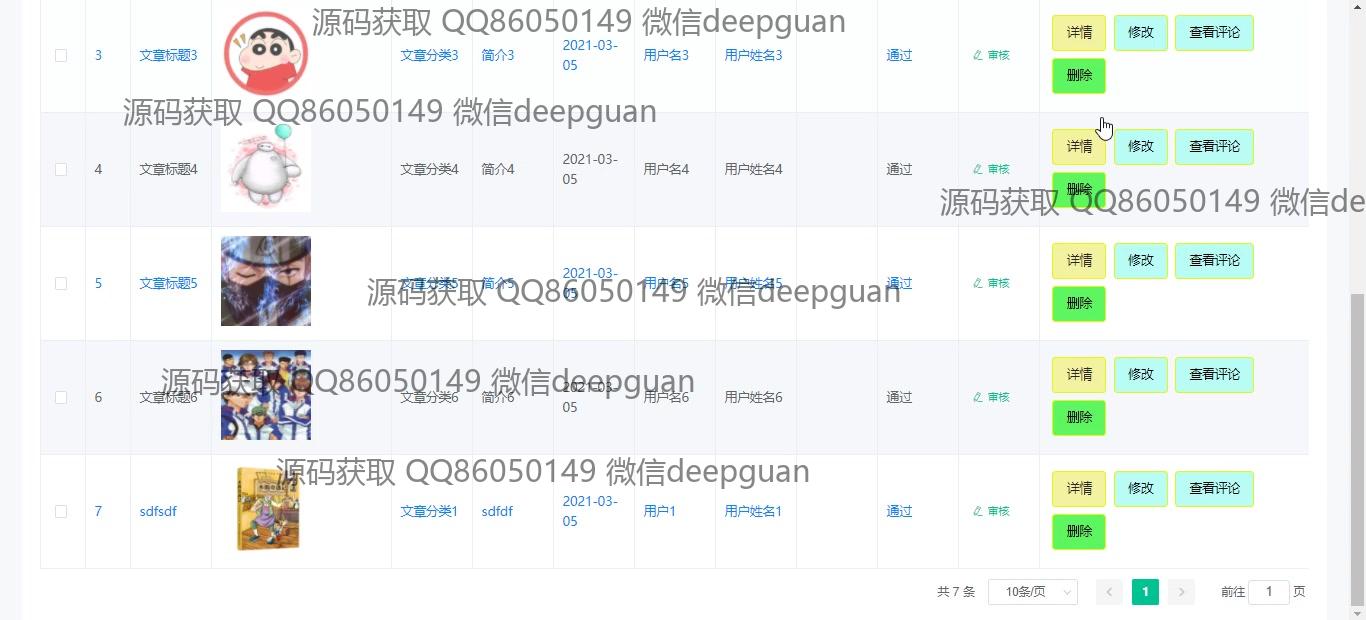 源码获取 QQ86050149 微信deepguan
3 文章标题3 文章分类3 简介3 2021-03-05 用户名3 用户姓名3 通过 审核 详情 修改 查看评论
删除
源码获取 QQ86050149 微信deepguan
4 文章标题4 文章分类4 简介4 2021-03-05 用户名4 用户姓名4 通过 审核 详情 修改 查看评论
删除
源码获取 QQ86050149 微信de
5 文章标题5 文章分类5 简介5 2021-03-05 用户名5 用户姓名5 通过 审核 详情 修改 查看评论
删除
源码获取 QQ86050149 微信deepguan
6 文章标题6 文章分类6 简介6 2021-03-05 用户名6 用户姓名6 通过 审核 详情 修改 查看评论
删除
源码获取 QQ86050149 微信deepguan
源码获取 QQ86050149 微信deepguan
7 sdfsdf 文章分类1 sdfdf 2021-03-05 用户1 用户姓名1 通过 审核 详情 修改 查看评论
删除
共 7 条 10条/页 1 前往 1 页